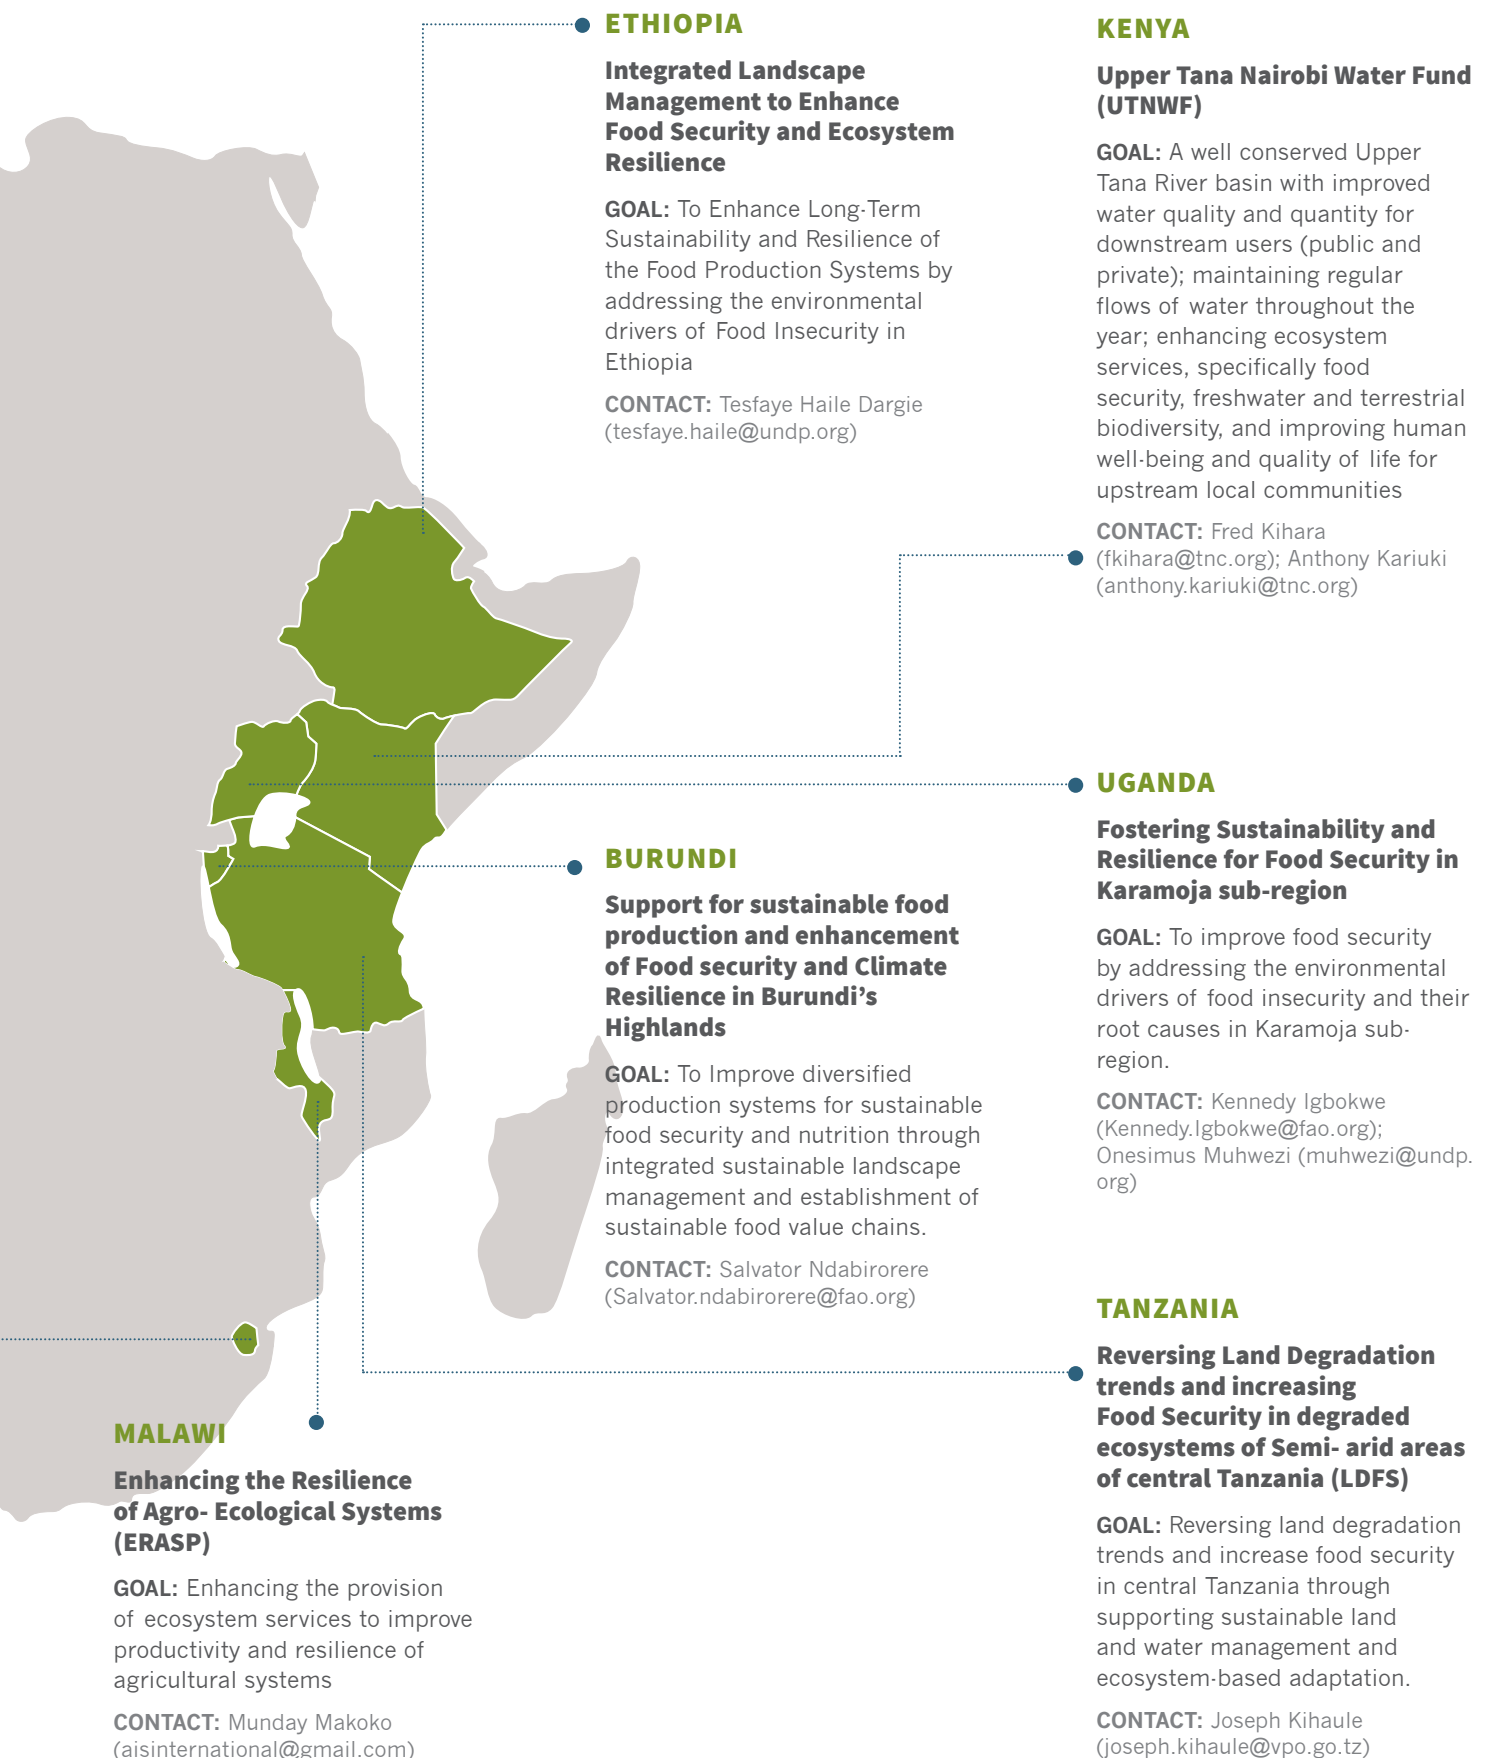 ETHIOPIA
Integrated Landscape
Management to Enhance
Food Security and Ecosystem
Resilience
GOAL: To Enhance Long-Term
Sustainability and Resilience of
the Food Production Systems by
addressing the environmental
drivers of Food Insecurity in
Ethiopia
CONTACT: Tesfaye Haile Dargie
(tesfaye.haile@undp.org)
KENYA
Upper Tana Nairobi Water Fund
(UTNWF)
GOAL: A well conserved Upper
Tana River basin with improved
water quality and quantity for
downstream users (public and
private); maintaining regular
flows of water throughout the
year; enhancing ecosystem
services, specifically food
security, freshwater and terrestrial
biodiversity, and improving human
well-being and quality of life for
upstream local communities
CONTACT: Fred Kihara
(fkihara@tnc.org); Anthony Kariuki
(anthony.kariuki@tnc.org)
UGANDA
Fostering Sustainability and
Resilience for Food Security in
Karamoja sub-region
GOAL: To improve food security
by addressing the environmental
drivers of food insecurity and their
root causes in Karamoja sub-
region.
CONTACT: Kennedy Igbokwe
(Kennedy.Igbokwe@fao.org);
Onesimus Muhwezi (muhwezi@undp.
org)
BURUNDI
Support for sustainable food
production and enhancement
of Food security and Climate
Resilience in Burundi’s
Highlands
GOAL: To Improve diversified
production systems for sustainable
food security and nutrition through
integrated sustainable landscape
management and establishment of
sustainable food value chains.
CONTACT: Salvator Ndabirorere
(Salvator.ndabirorere@fao.org)
TANZANIA
Reversing Land Degradation
trends and increasing
Food Security in degraded
ecosystems of Semi- arid areas
of central Tanzania (LDFS)
GOAL: Reversing land degradation
trends and increase food security
in central Tanzania through
supporting sustainable land
and water management and
ecosystem-based adaptation.
CONTACT: Joseph Kihaule
(joseph.kihaule@vpo.go.tz)
MALAWI
Enhancing the Resilience
of Agro- Ecological Systems
(ERASP)
GOAL: Enhancing the provision
of ecosystem services to improve
productivity and resilience of
agricultural systems
CONTACT: Munday Makoko
(aisinternational@gmail.com)